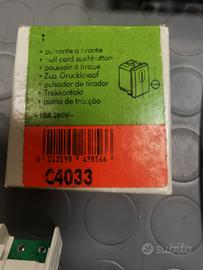 • pulsante a tirante
• pull cord pushbutton
• poussoir à tirage
• Zug Druckknopf
• pulsador de tirador
• Trekkontakt
• botão de tracção
10A 250V~
8 012199 498566
C4033
subito